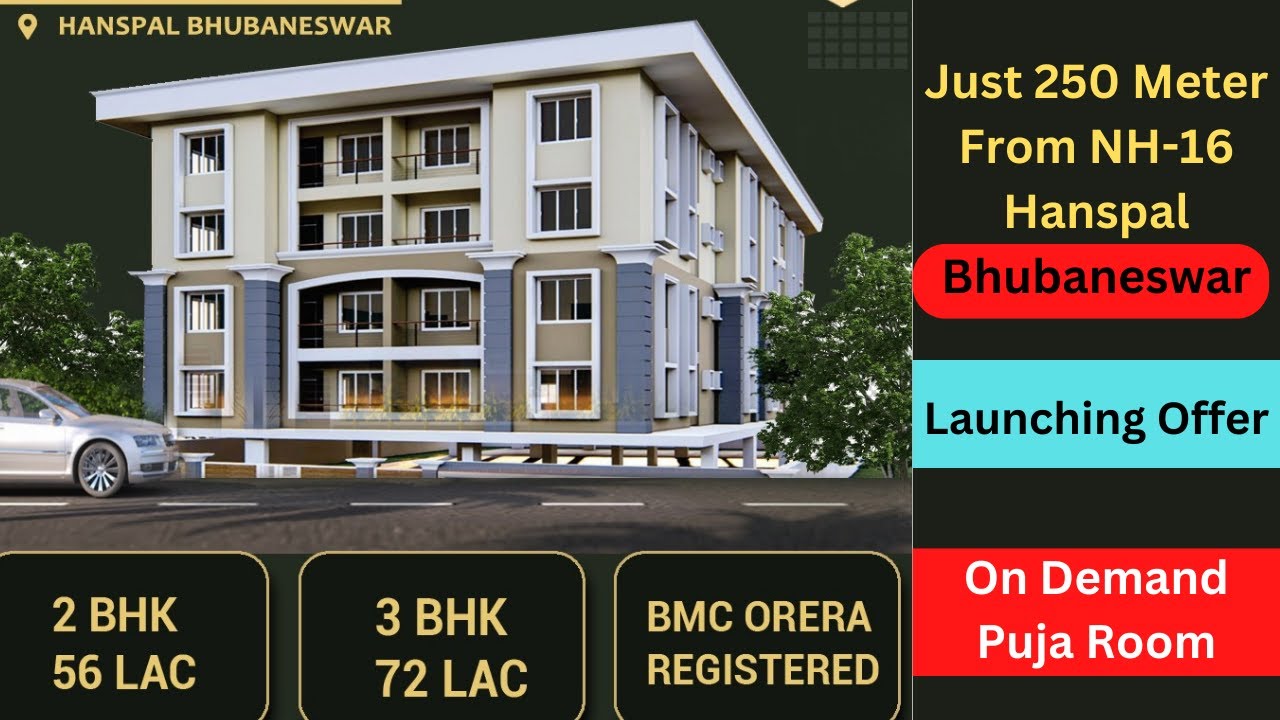 HANSPAL BHUBANESWAR
Just 250 Meter
From NH-16
Hanspal
Bhubaneswar
Launching Offer
On Demand
Puja Room
2 BHK
56 LAC
3 BHK
72 LAC
BMC ORERA
REGISTERED